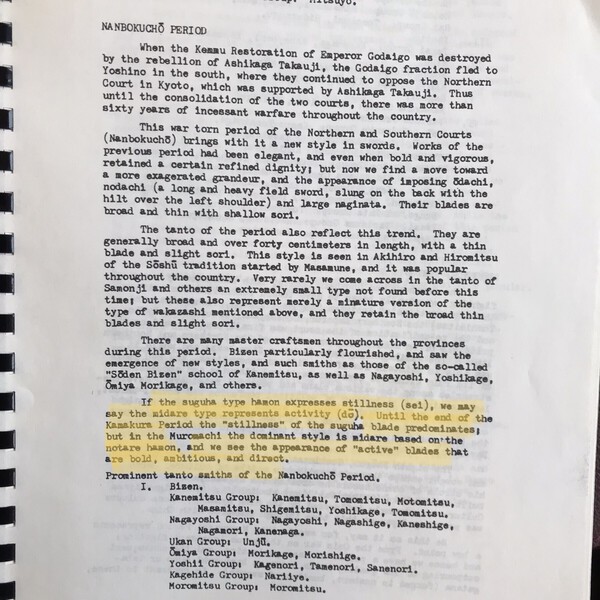 Group: Mitsuyo.
NANBOKUCHŌ PERIOD
When the Kemmu Restoration of Emperor Godaigo was destroyed
by the rebellion of Ashikaga Takauji, the Godaigo fraction fled to
Yoshino in the south, where they continued to oppose the Northern
Court in Kyoto, which was supported by Ashikaga Takauji. Thus
until the consolidation of the two courts, there was more than
sixty years of incessant warfare throughout the country.
This war torn period of the Northern and Southern Courts
(Nanbokuchō) brings with it a new style in swords. Works of the
previous period had been elegant, and even when bold and vigorous,
retained a certain refined dignity; but now we find a move toward
a more exagerated grandeur, and the appearance of imposing ōdachi,
nodachi (a long and heavy field sword, slung on the back with the
hilt over the left shoulder) and large naginata. Their blades are
broad and thin with shallow sori.
The tanto of the period also reflect this trend. They are
generally broad and over forty centimeters in length, with a thin
blade and slight sori. This style is seen in Akihiro and Hiromitsu
of the Sōshū tradition started by Masamune, and it was popular
throughout the country. Very rarely we come across in the tanto of
Samonji and others an extremely small type not found before this
time; but these also represent merely a minature version of the
type of wakazashi mentioned above, and they retain the broad thin
blades and slight sori.
There are many master craftsmen throughout the provinces
during this period. Bizen particularly flourished, and saw the
emergence of new styles, and such smiths as those of the so-called
"Sōden Bizen" school of Kanemitsu, as well as Nagayoshi, Yoshikage,
Ōmiya Morikage, and others.
If the suguha type hamon expresses stillness (sei), we may
say the midare type represents activity (dō). Until the end of the
Kamakura Period the "stillness" of the suguha blade predominates;
but in the Muromachi the dominant style is midare based on the
notare hamon, and we see the appearance of "active" blades that
are bold, ambitious, and direct.
Prominent tanto smiths of the Nanbokuchō Period.
I. Bizen.
Kanemitsu Group: Kanemitsu, Tomomitsu, Motomitsu,
Masamitsu, Shigemitsu, Yoshikage, Tomomitsu.
Nagayoshi Group: Nagayoshi, Nagashige, Kaneshige,
Nagamori, Kanenaga.
Ukan Group: Unjū.
Ōmiya Group: Morikage, Morishige.
Yoshii Group: Kagenori, Tamenori, Sanenori.
Kagehide Group: Nariiye.
Moromitsu Group: Moromitsu.